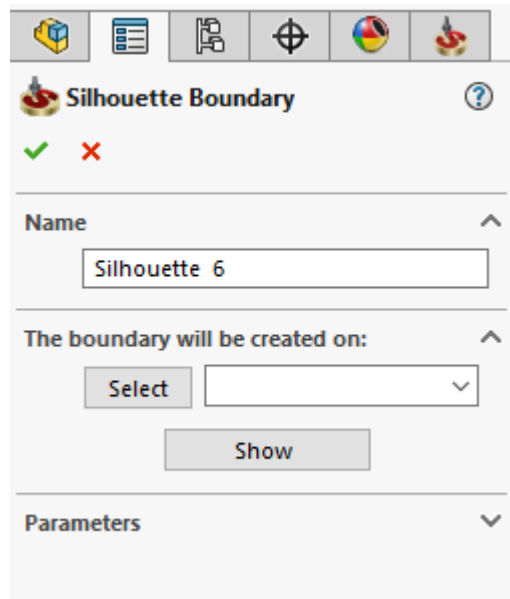 Silhouette Boundary
Name
Silhouette 6
The boundary will be created on:
Select
Show
Parameters